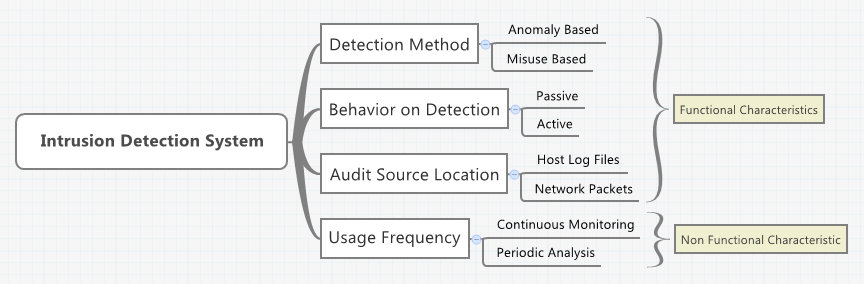 Intrusion Detection System
Detection Method
Anomaly Based
Misuse Based
Behavior on Detection
Passive
Active
Audit Source Location
Host Log Files
Network Packets
Functional Characteristics
Usage Frequency
Continuous Monitoring
Periodic Analysis
Non Functional Characteristic